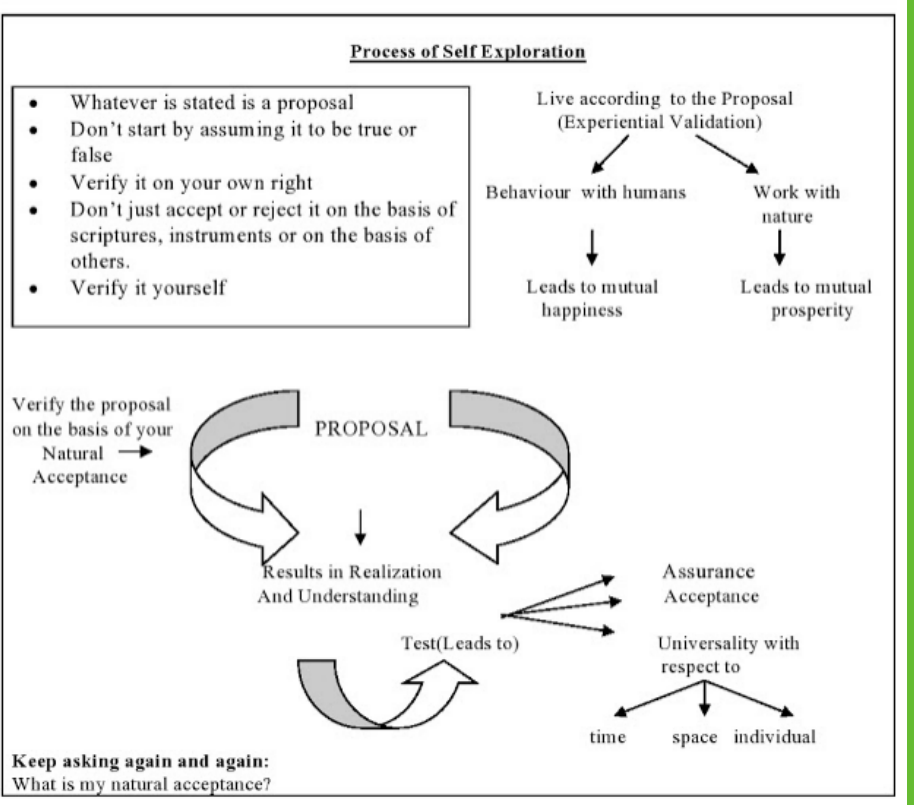 Process of Self Exploration
• Whatever is stated is a proposal
• Don't start by assuming it to be true or
false
• Verify it on your own right
• Don't just accept or reject it on the basis of
scriptures, instruments or on the basis of
others.
• Verify it yourself
Live according to the Proposal
(Experiential Validation)
Behaviour with humans
Work with
nature
Leads to mutual
happiness
Leads to mutual
prosperity
Verify the proposal
on the basis of your
Natural
Acceptance
PROPOSAL
Results in Realization
And Understanding
Test(Leads to)
Assurance
Acceptance
Universality with
respect to
time space individual
Keep asking again and again:
What is my natural acceptance?